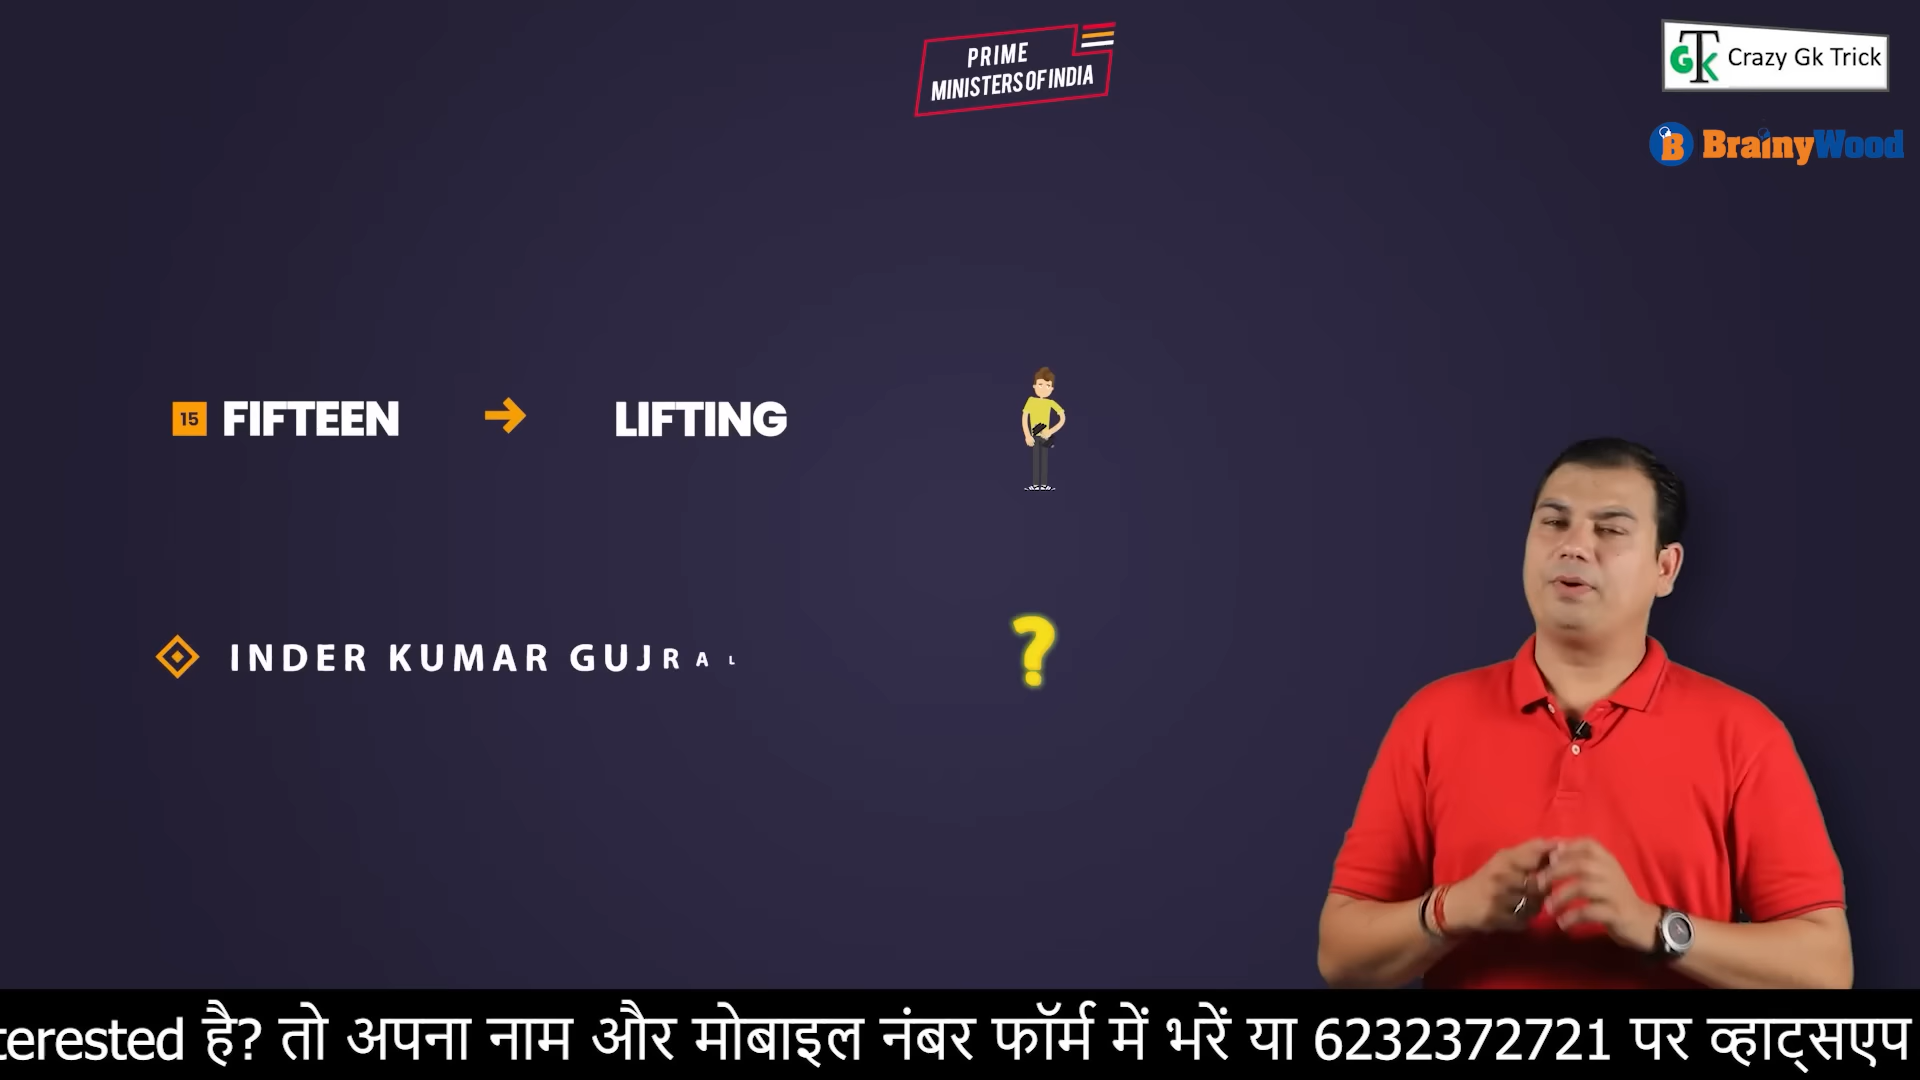 PRIME
MINISTERS OF INDIA
GTK Crazy Gk Trick
B BrainyWood
15 FIFTEEN → LIFTING
INDER KUMAR GUJRAL
?
terested है? तो अपना नाम और मोबाइल नंबर फॉर्म में भरें या 6232372721 पर व्हाट्सएप